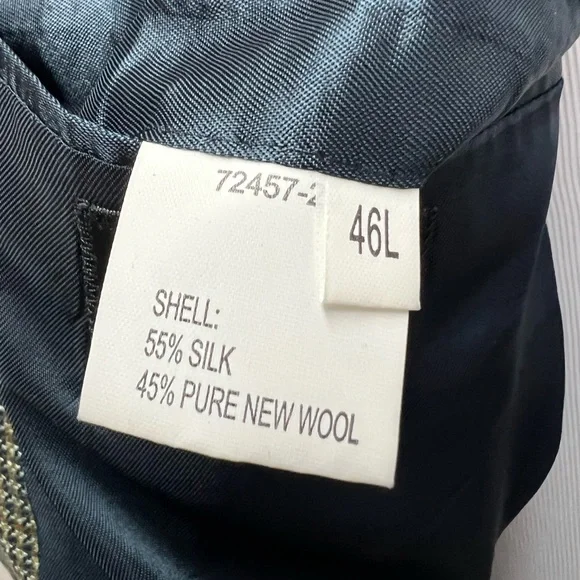 72457-2
46L
SHELL:
55% SILK
45% PURE NEW WOOL